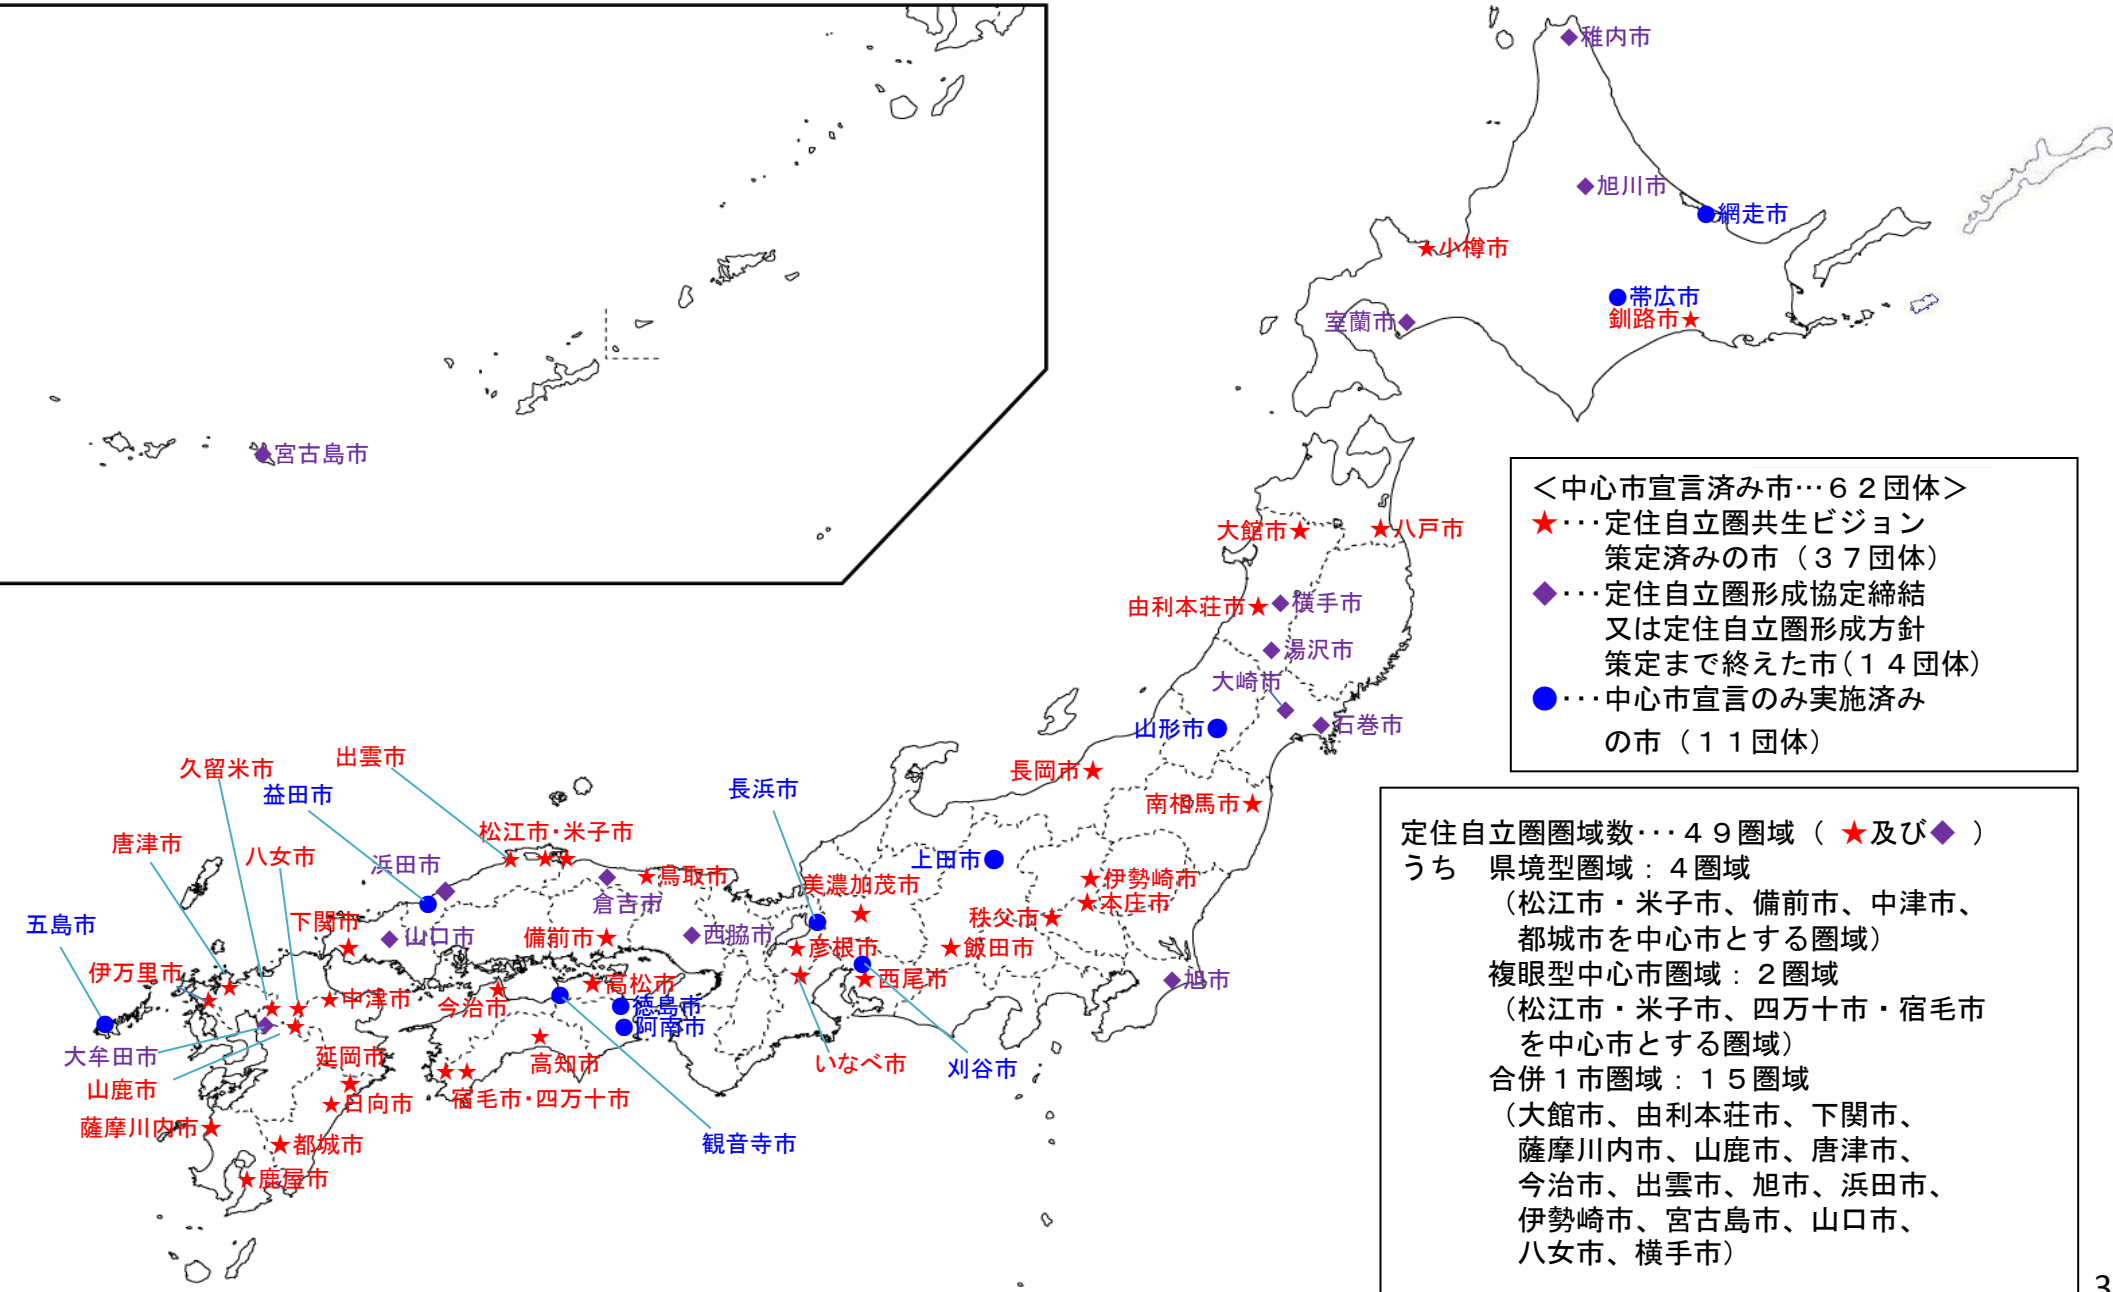 稚内市
旭川市
網走市
小樽市
帯広市
釧路市
室蘭市
宮古島市
<中心市宣言済み市…62団体>
★…定住自立圏共生ビジョン
策定済みの市(37団体)
◆…定住自立圏形成協定締結
又は定住自立圏形成方針
策定まで終えた市(14団体)
●…中心市宣言のみ実施済み
の市(11団体)
大館市
八戸市
由利本荘市
横手市
湯沢市
大崎市
山形市
石巻市
長岡市
南相馬市
久留米市
出雲市
益田市
長浜市
唐津市
八女市
浜田市
松江市・米子市
鳥取市
倉吉市
美濃加茂市
上田市
伊勢崎市
本庄市
秩父市
五島市
下関市
山口市
備前市
西脇市
彦根市
飯田市
伊万里市
中津市
今治市
高松市
徳島市
阿南市
西尾市
旭市
大牟田市
山鹿市
延岡市
高知市
いなべ市
刈谷市
日向市
宿毛市・四万十市
薩摩川内市
都城市
観音寺市
鹿屋市
定住自立圏圏域数…49圏域(★及び◆)
うち 県境型圏域:4圏域
(松江市・米子市、備前市、中津市、
都城市を中心市とする圏域)
複眼型中心市圏域:2圏域
(松江市・米子市、四万十市・宿毛市
を中心市とする圏域)
合併1市圏域:15圏域
(大館市、由利本荘市、下関市、
薩摩川内市、山鹿市、唐津市、
今治市、出雲市、旭市、浜田市、
伊勢崎市、宮古島市、山口市、
八女市、横手市)
3